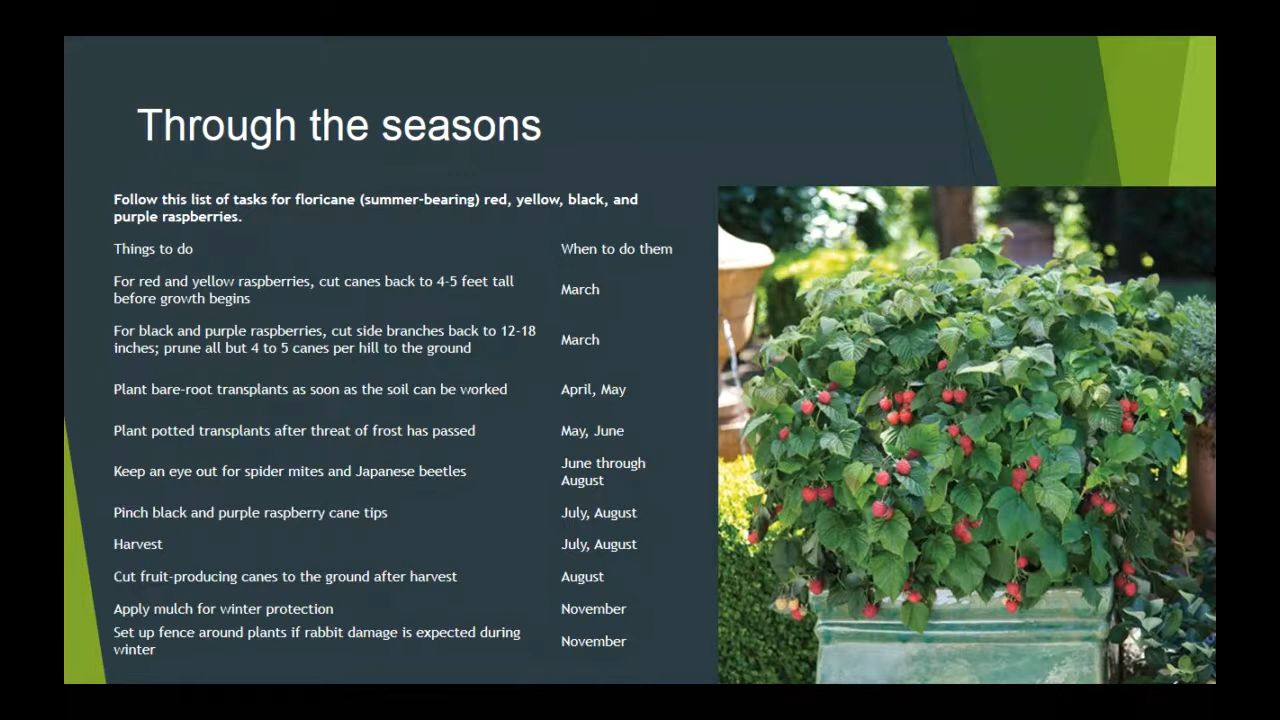 Through the seasons
Follow this list of tasks for floricane (summer-bearing) red, yellow, black, and
purple raspberries.
Things to do
When to do them
For red and yellow raspberries, cut canes back to 4-5 feet tall
before growth begins
March
For black and purple raspberries, cut side branches back to 12-18
inches; prune all but 4 to 5 canes per hill to the ground
March
Plant bare-root transplants as soon as the soil can be worked
April, May
Plant potted transplants after threat of frost has passed
May, June
Keep an eye out for spider mites and Japanese beetles
June through
August
Pinch black and purple raspberry cane tips
July, August
Harvest
July, August
Cut fruit-producing canes to the ground after harvest
August
Apply mulch for winter protection
November
Set up fence around plants if rabbit damage is expected during
winter
November